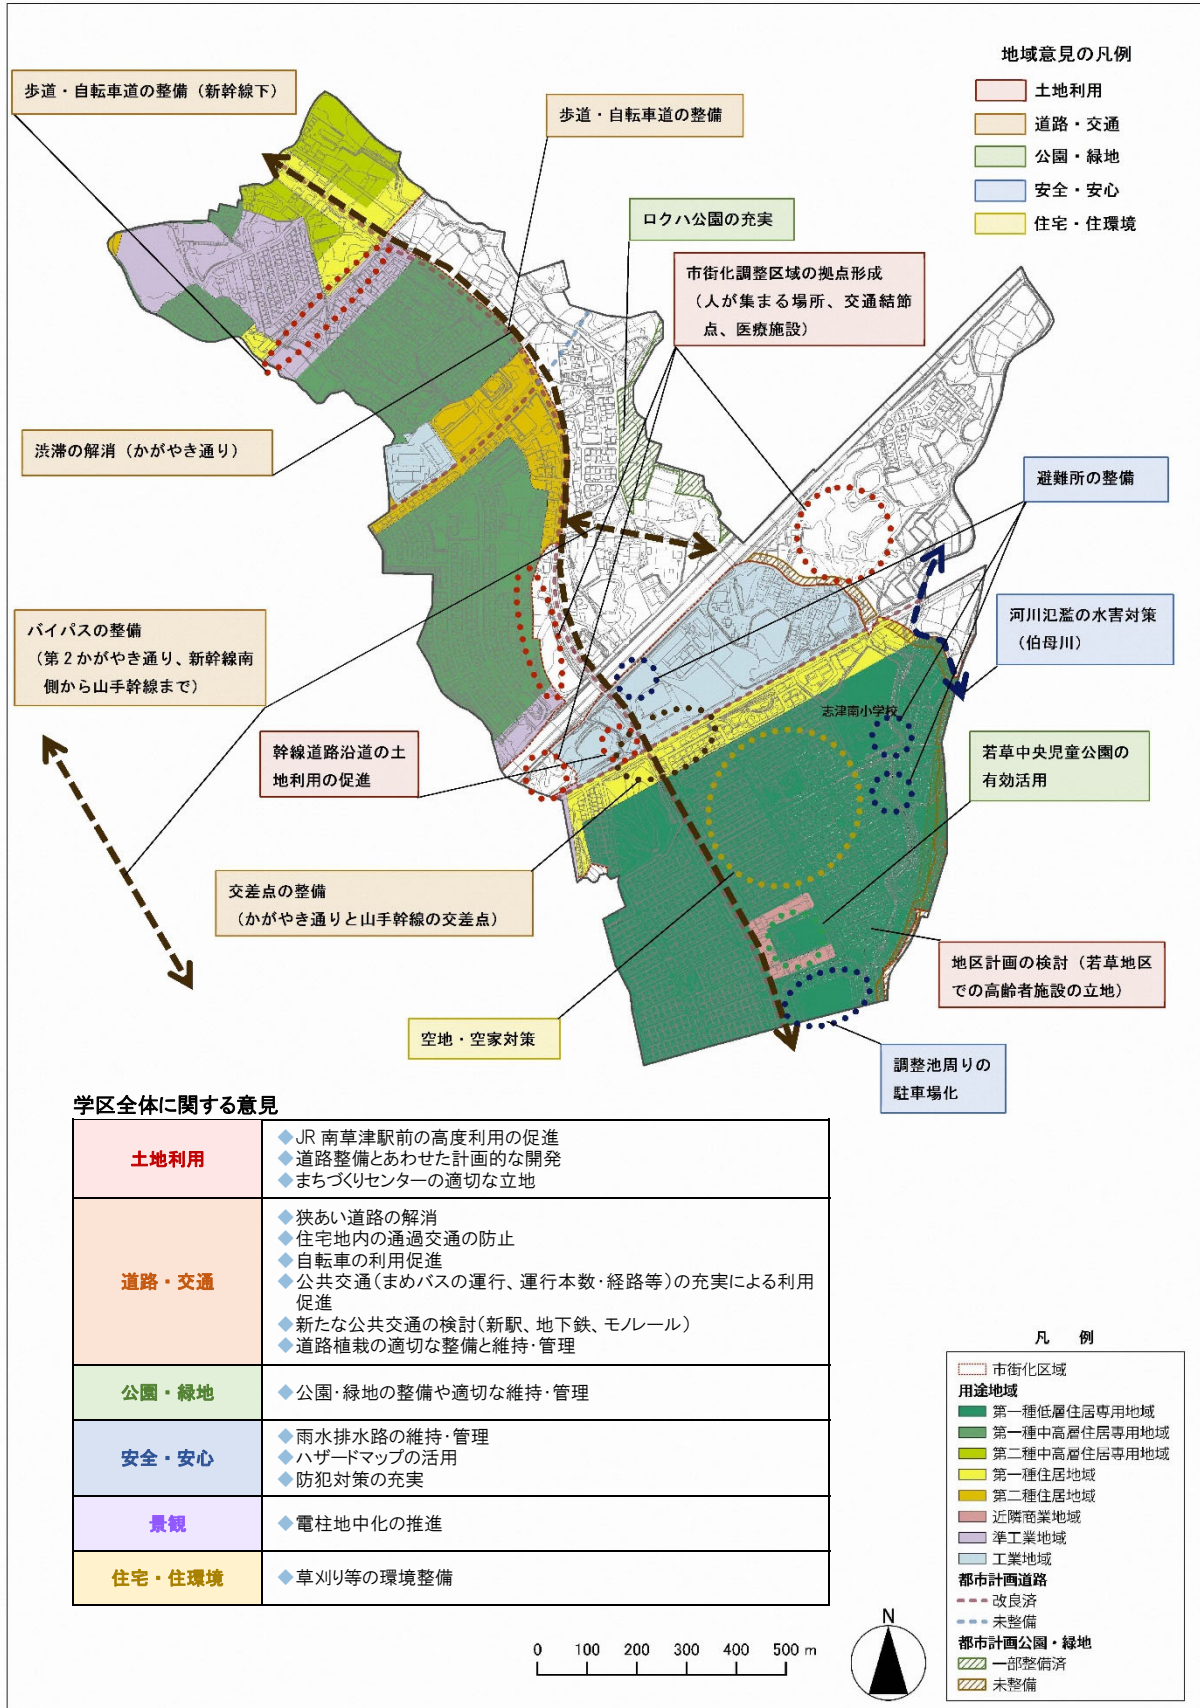 地域意見の凡例
土地利用
道路・交通
公園・緑地
安全・安心
住宅・住環境
歩道・自転車道の整備（新幹線下）
歩道・自転車道の整備
ロクハ公園の充実
市街化調整区域の拠点形成
（人が集まる場所、交通結節
点、医療施設）
渋滞の解消（かがやき通り）
避難所の整備
バイパスの整備
（第２かがやき通り、新幹線南
側から山手幹線まで）
河川氾濫の水害対策
（伯母川）
志津南小学校
幹線道路沿道の土
地利用の促進
若草中央児童公園の
有効活用
交差点の整備
（かがやき通りと山手幹線の交差点）
地区計画の検討（若草地区
での高齢者施設の立地）
空地・空家対策
調整池周りの
駐車場化
学区全体に関する意見
土地利用
◆JR 南草津駅前の高度利用の促進
◆道路整備とあわせた計画的な開発
◆まちづくりセンターの適切な立地
道路・交通
◆狭あい道路の解消
◆住宅地内の通過交通の防止
◆自転車の利用促進
◆公共交通（まめバスの運行、運行本数・経路等）の充実による利用
促進
◆新たな公共交通の検討（新駅、地下鉄、モノレール）
◆道路植栽の適切な整備と維持・管理
公園・緑地
◆公園・緑地の整備や適切な維持・管理
安全・安心
◆雨水排水路の維持・管理
◆ハザードマップの活用
◆防犯対策の充実
景観
◆電柱地中化の推進
住宅・住環境
◆草刈り等の環境整備
凡 例
市街化区域
用途地域
第一種低層住居専用地域
第一種中高層住居専用地域
第二種中高層住居専用地域
第一種住居地域
第二種住居地域
近隣商業地域
準工業地域
工業地域
都市計画道路
改良済
未整備
都市計画公園・緑地
一部整備済
未整備
N
0 100 200 300 400 500 m